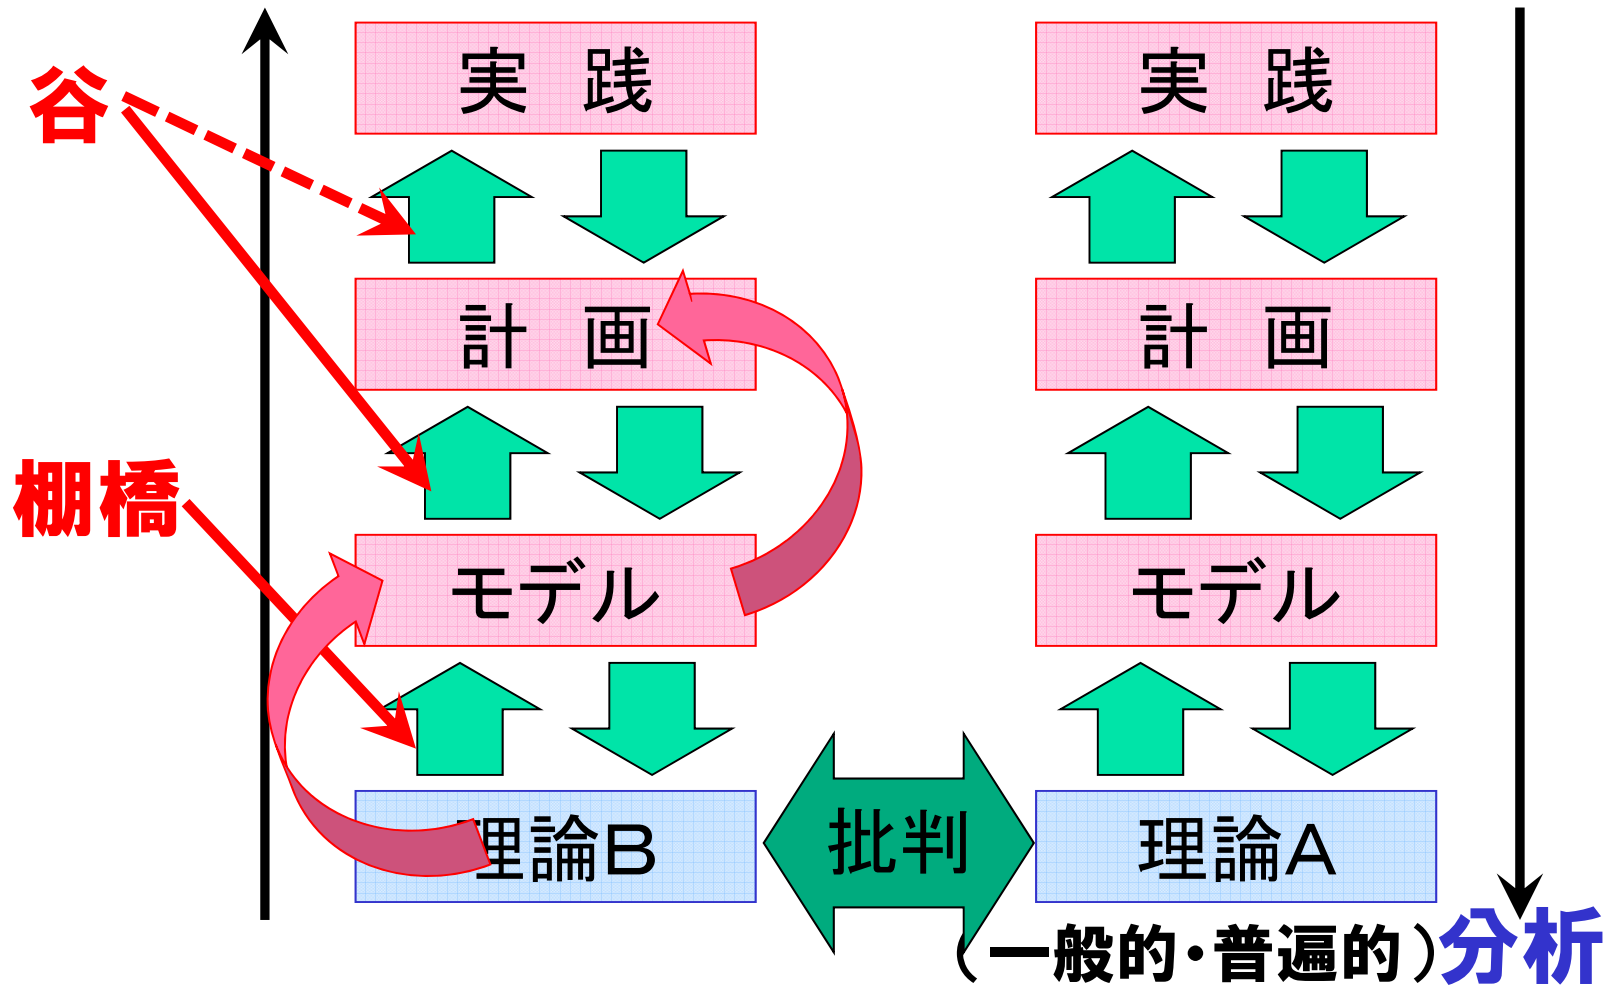 実　践
実　践
谷
計　画
計　画
棚橋
モデル
モデル
理論B
批判
理論A
（一般的・普遍的）分析